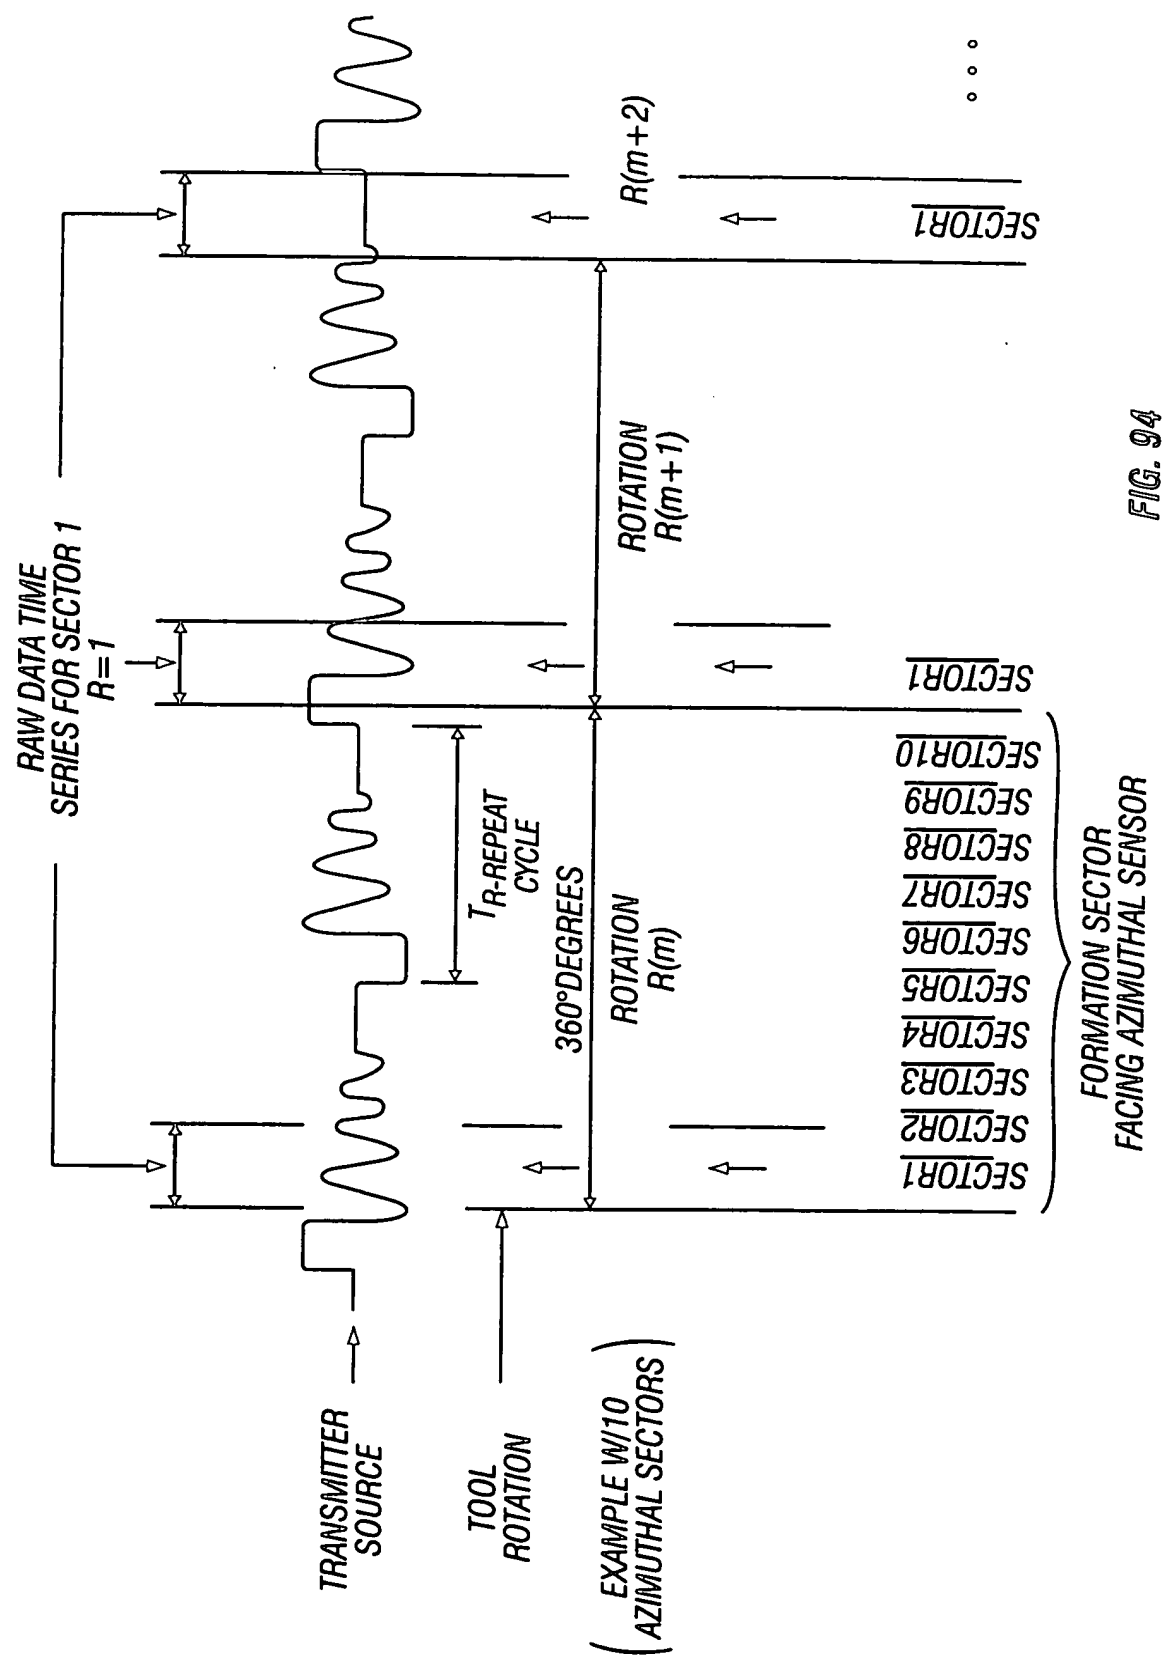 RAW DATA TIME
SERIES FOR SECTOR 1
R=1
TRANSMITTER
SOURCE
TR-REPEAT
CYCLE
TOOL
ROTATION
360°DEGREES
ROTATION
R(m)
ROTATION
R(m+1)
R(m+2)
(EXAMPLE W/10
AZIMUTHAL SECTORS)
SECTOR1
SECTOR2
SECTOR3
SECTOR4
SECTOR5
SECTOR6
SECTOR7
SECTOR8
SECTOR9
SECTOR10
SECTOR1
SECTOR1
FORMATION SECTOR
FACING AZIMUTHAL SENSOR
FIG. 94